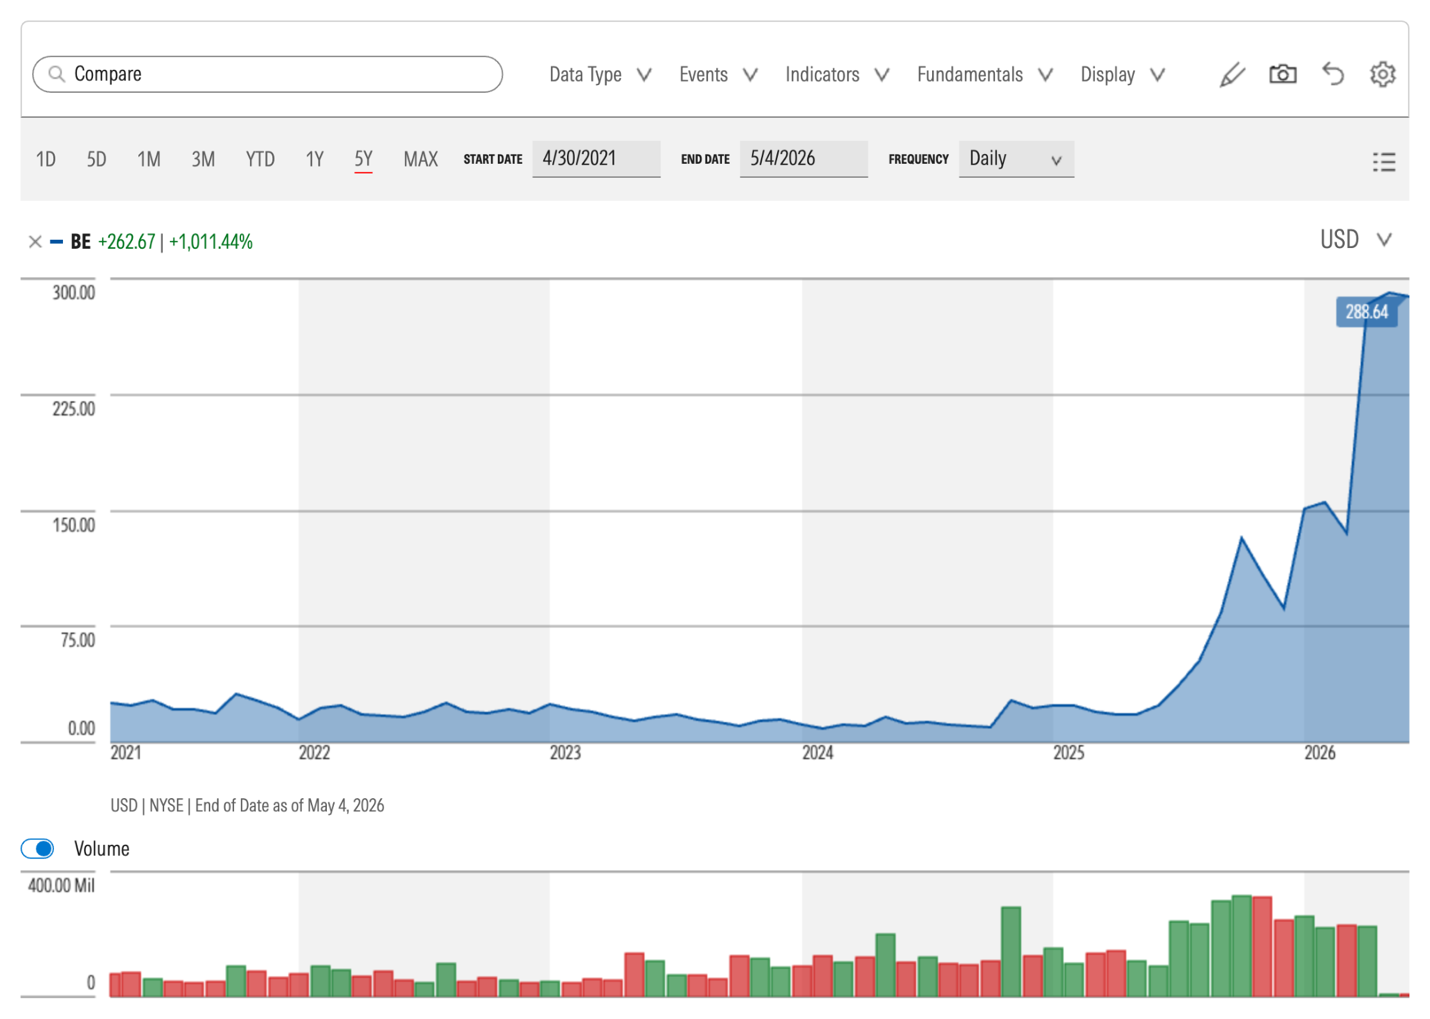 Compare Data Type Events Indicators Fundamentals Display
1D 5D 1M 3M YTD 1Y 5Y MAX START DATE 4/30/2021 END DATE 5/4/2026 FREQUENCY Daily
BE +262.67 | +1,011.44% USD
300.00
288.64
225.00
150.00
75.00
0.00
2021 2022 2023 2024 2025 2026
USD | NYSE | End of Date as of May 4, 2026
Volume
400.00 Mil
0